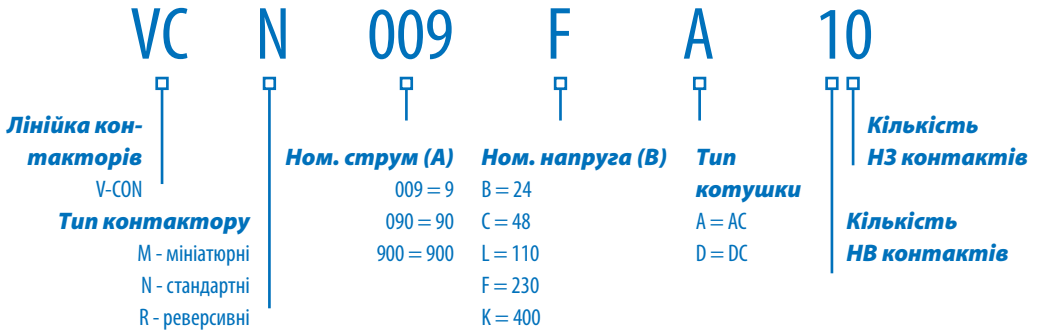 VC N 009 F A 10
Лінійка кон-
такторів
V-CON
Тип контактору
M - мініатюрні
N - стандартні
R - реверсивні
Ном. струм (А)
009 = 9
090 = 90
900 = 900
Ном. напруга (В)
B = 24
C = 48
L = 110
F = 230
K = 400
Тип
котушки
A = AC
D = DC
Кількість
НЗ контактів
Кількість
НВ контактів